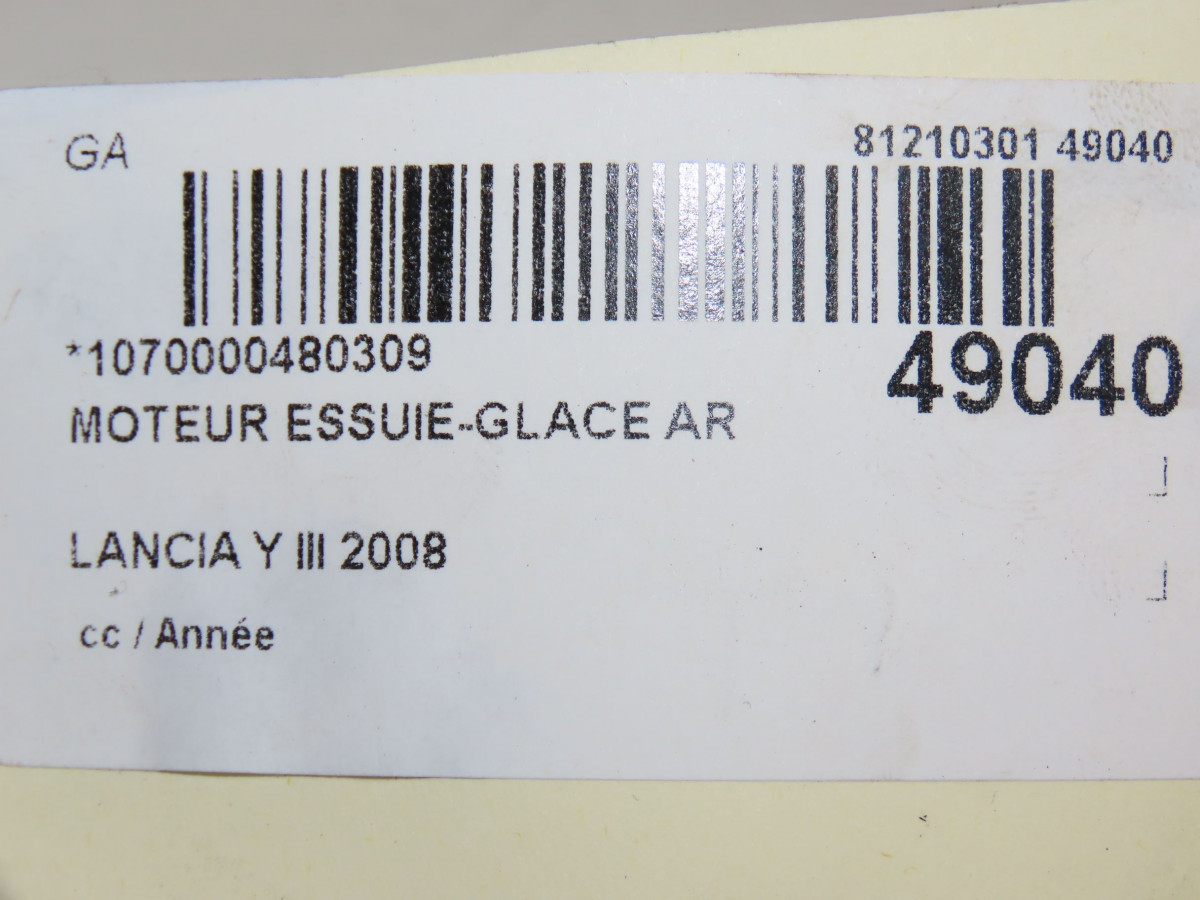 GA
81210301 49040
*1070000480309
49040
MOTEUR ESSUIE-GLACE AR
LANCIA Y III 2008
cc / Année